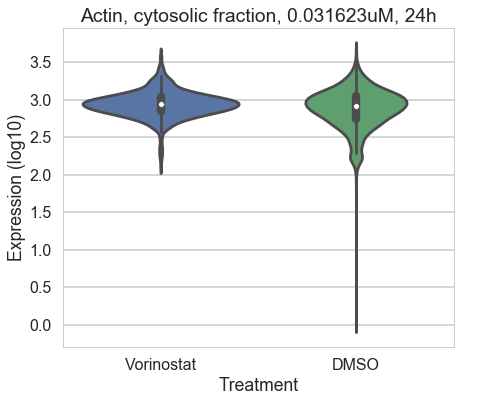 Actin, cytosolic fraction, 0.031623uM, 24h
Expression (log10)
3.5
3.0
2.5
2.0
1.5
1.0
0.5
0.0
Vorinostat DMSO
Treatment